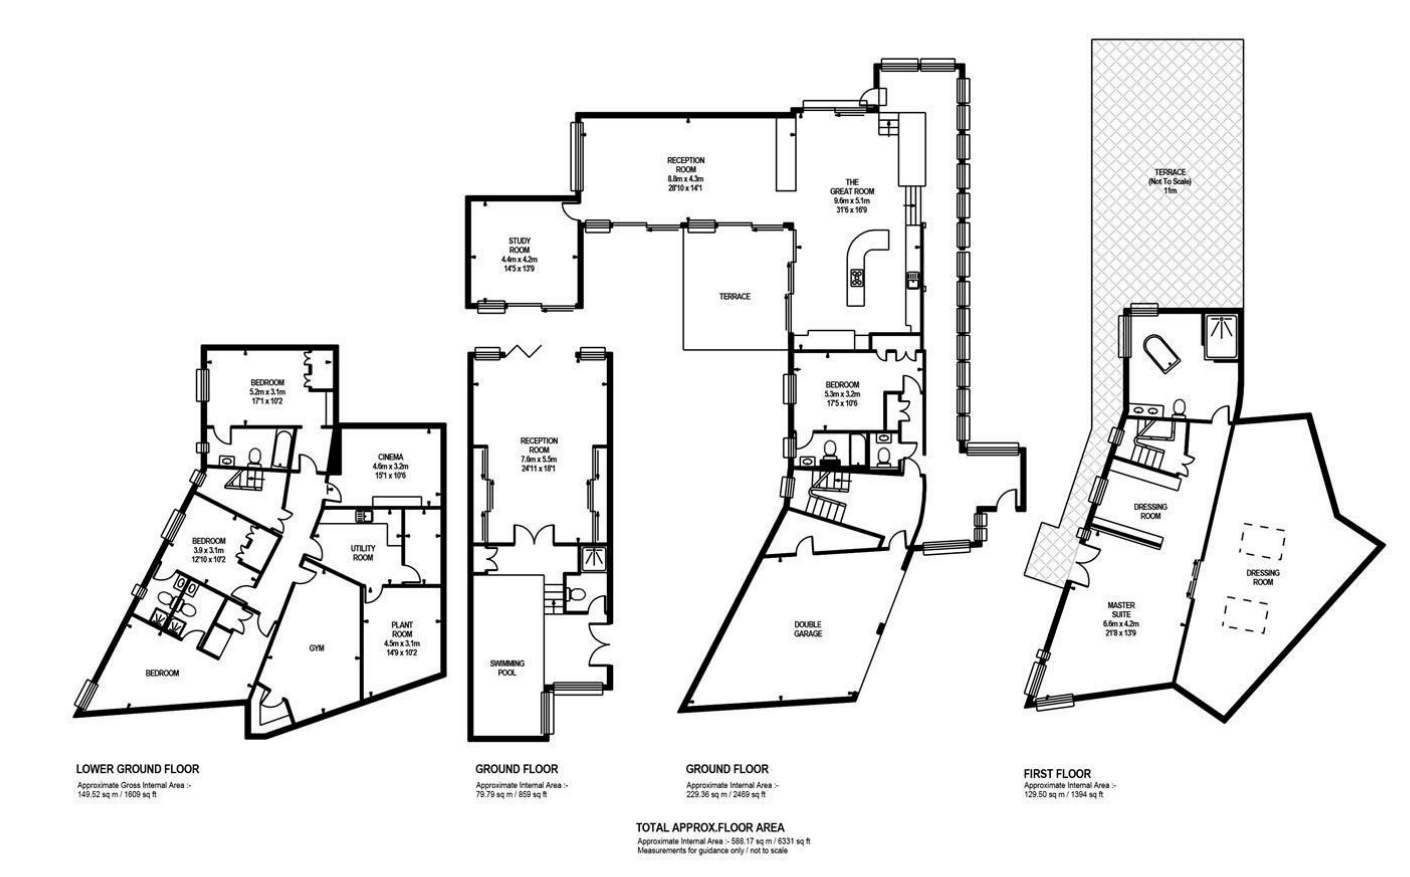 BEDROOM
5.2m x 3.1m
17'1 x 10'2
CINEMA
4.6m x 3.2m
15'1 x 10'6
BEDROOM
3.9 x 3.1m
12'10 x 10'2
UTILITY
ROOM
PLANT
ROOM
4.5m x 3.1m
14'9 x 10'2
GYM
BEDROOM
LOWER GROUND FLOOR
Approximate Gross Internal Area :-
149.52 sq m / 1609 sq ft
STUDY
ROOM
4.4m x 4.2m
14'5 x 13'9
RECEPTION
ROOM
7.6m x 5.5m
24'11 x 18'1
SWIMMING
POOL
GROUND FLOOR
Approximate Internal Area :-
79.79 sq m / 859 sq ft
RECEPTION
ROOM
8.8m x 4.3m
28'10 x 14'1
THE
GREAT ROOM
9.6m x 5.1m
31'6 x 16'9
TERRACE
BEDROOM
5.3m x 3.2m
17'5 x 10'6
DOUBLE
GARAGE
GROUND FLOOR
Approximate Internal Area :-
229.36 sq m / 2469 sq ft
TERRACE
(Not To Scale)
11m
DRESSING
ROOM
DRESSING
ROOM
MASTER
SUITE
6.6m x 4.2m
21'8 x 13'9
FIRST FLOOR
Approximate Internal Area :-
129.50 sq m / 1394 sq ft
TOTAL APPROX.FLOOR AREA
Approximate Internal Area :- 588.17 sq m / 6331 sq ft
Measurements for guidance only / not to scale